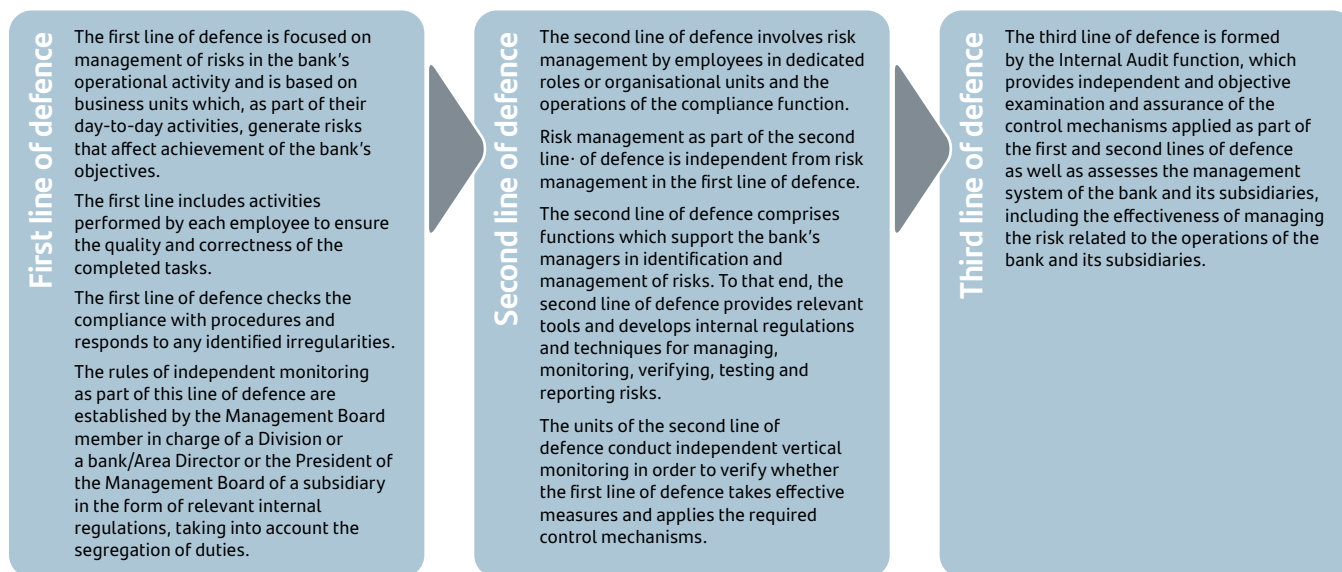 First line of defence
The first line of defence is focused on
management of risks in the bank's
operational activity and is based on
business units which, as part of their
day-to-day activities, generate risks
that affect achievement of the bank's
objectives.
The first line includes activities
performed by each employee to ensure
the quality and correctness of the
completed tasks.
The first line of defence checks the
compliance with procedures and
responds to any identified irregularities.
The rules of independent monitoring
as part of this line of defence are
established by the Management Board
member in charge of a Division or
a bank/Area Director or the President of
the Management Board of a subsidiary
in the form of relevant internal
regulations, taking into account the
segregation of duties.
Second line of defence
The second line of defence involves risk
management by employees in dedicated
roles or organisational units and the
operations of the compliance function.
Risk management as part of the second
line· of defence is independent from risk
management in the first line of defence.
The second line of defence comprises
functions which support the bank's
managers in identification and
management of risks. To that end, the
second line of defence provides relevant
tools and develops internal regulations
and techniques for managing,
monitoring, verifying, testing and
reporting risks.
The units of the second line of
defence conduct independent vertical
monitoring in order to verify whether
the first line of defence takes effective
measures and applies the required
control mechanisms.
Third line of defence
The third line of defence is formed
by the Internal Audit function, which
provides independent and objective
examination and assurance of the
control mechanisms applied as part of
the first and second lines of defence
as well as assesses the management
system of the bank and its subsidiaries,
including the effectiveness of managing
the risk related to the operations of the
bank and its subsidiaries.